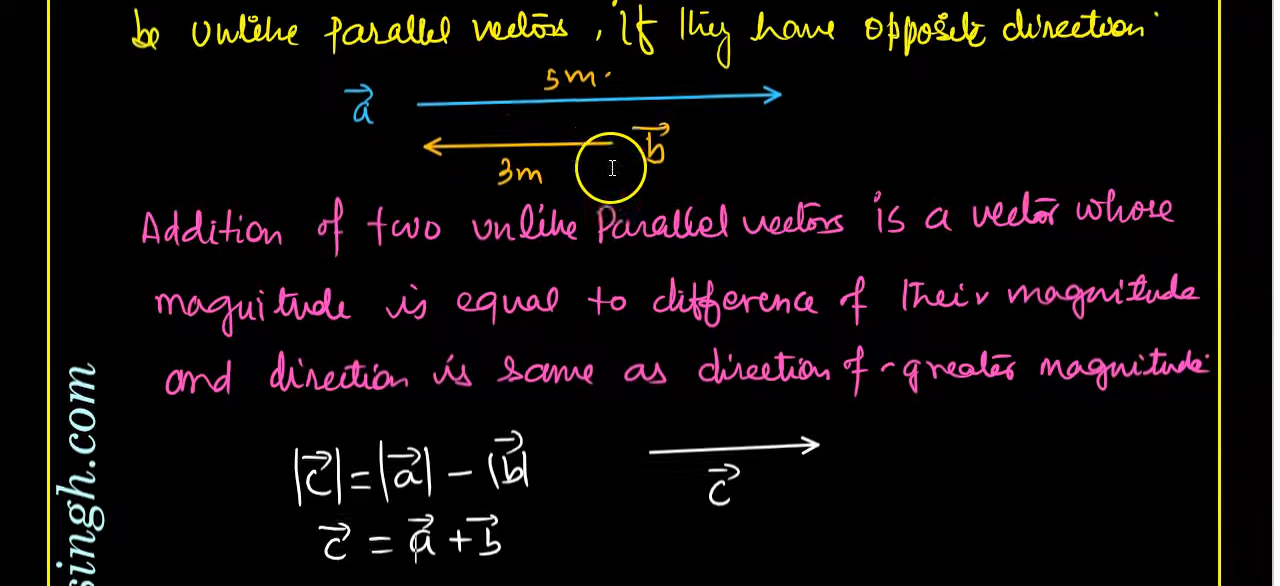 be unlike parallel vectors, if they have opposite direction.
5m.
a
b
3m
Addition of two unlike Parallel vectors is a vector whose
magnitude is equal to difference of their magnitude
and direction is same as direction of greater magnitude.
|c⃗| = |a⃗| - |b⃗|
c⃗
c⃗ = a⃗ + b⃗
singh.com